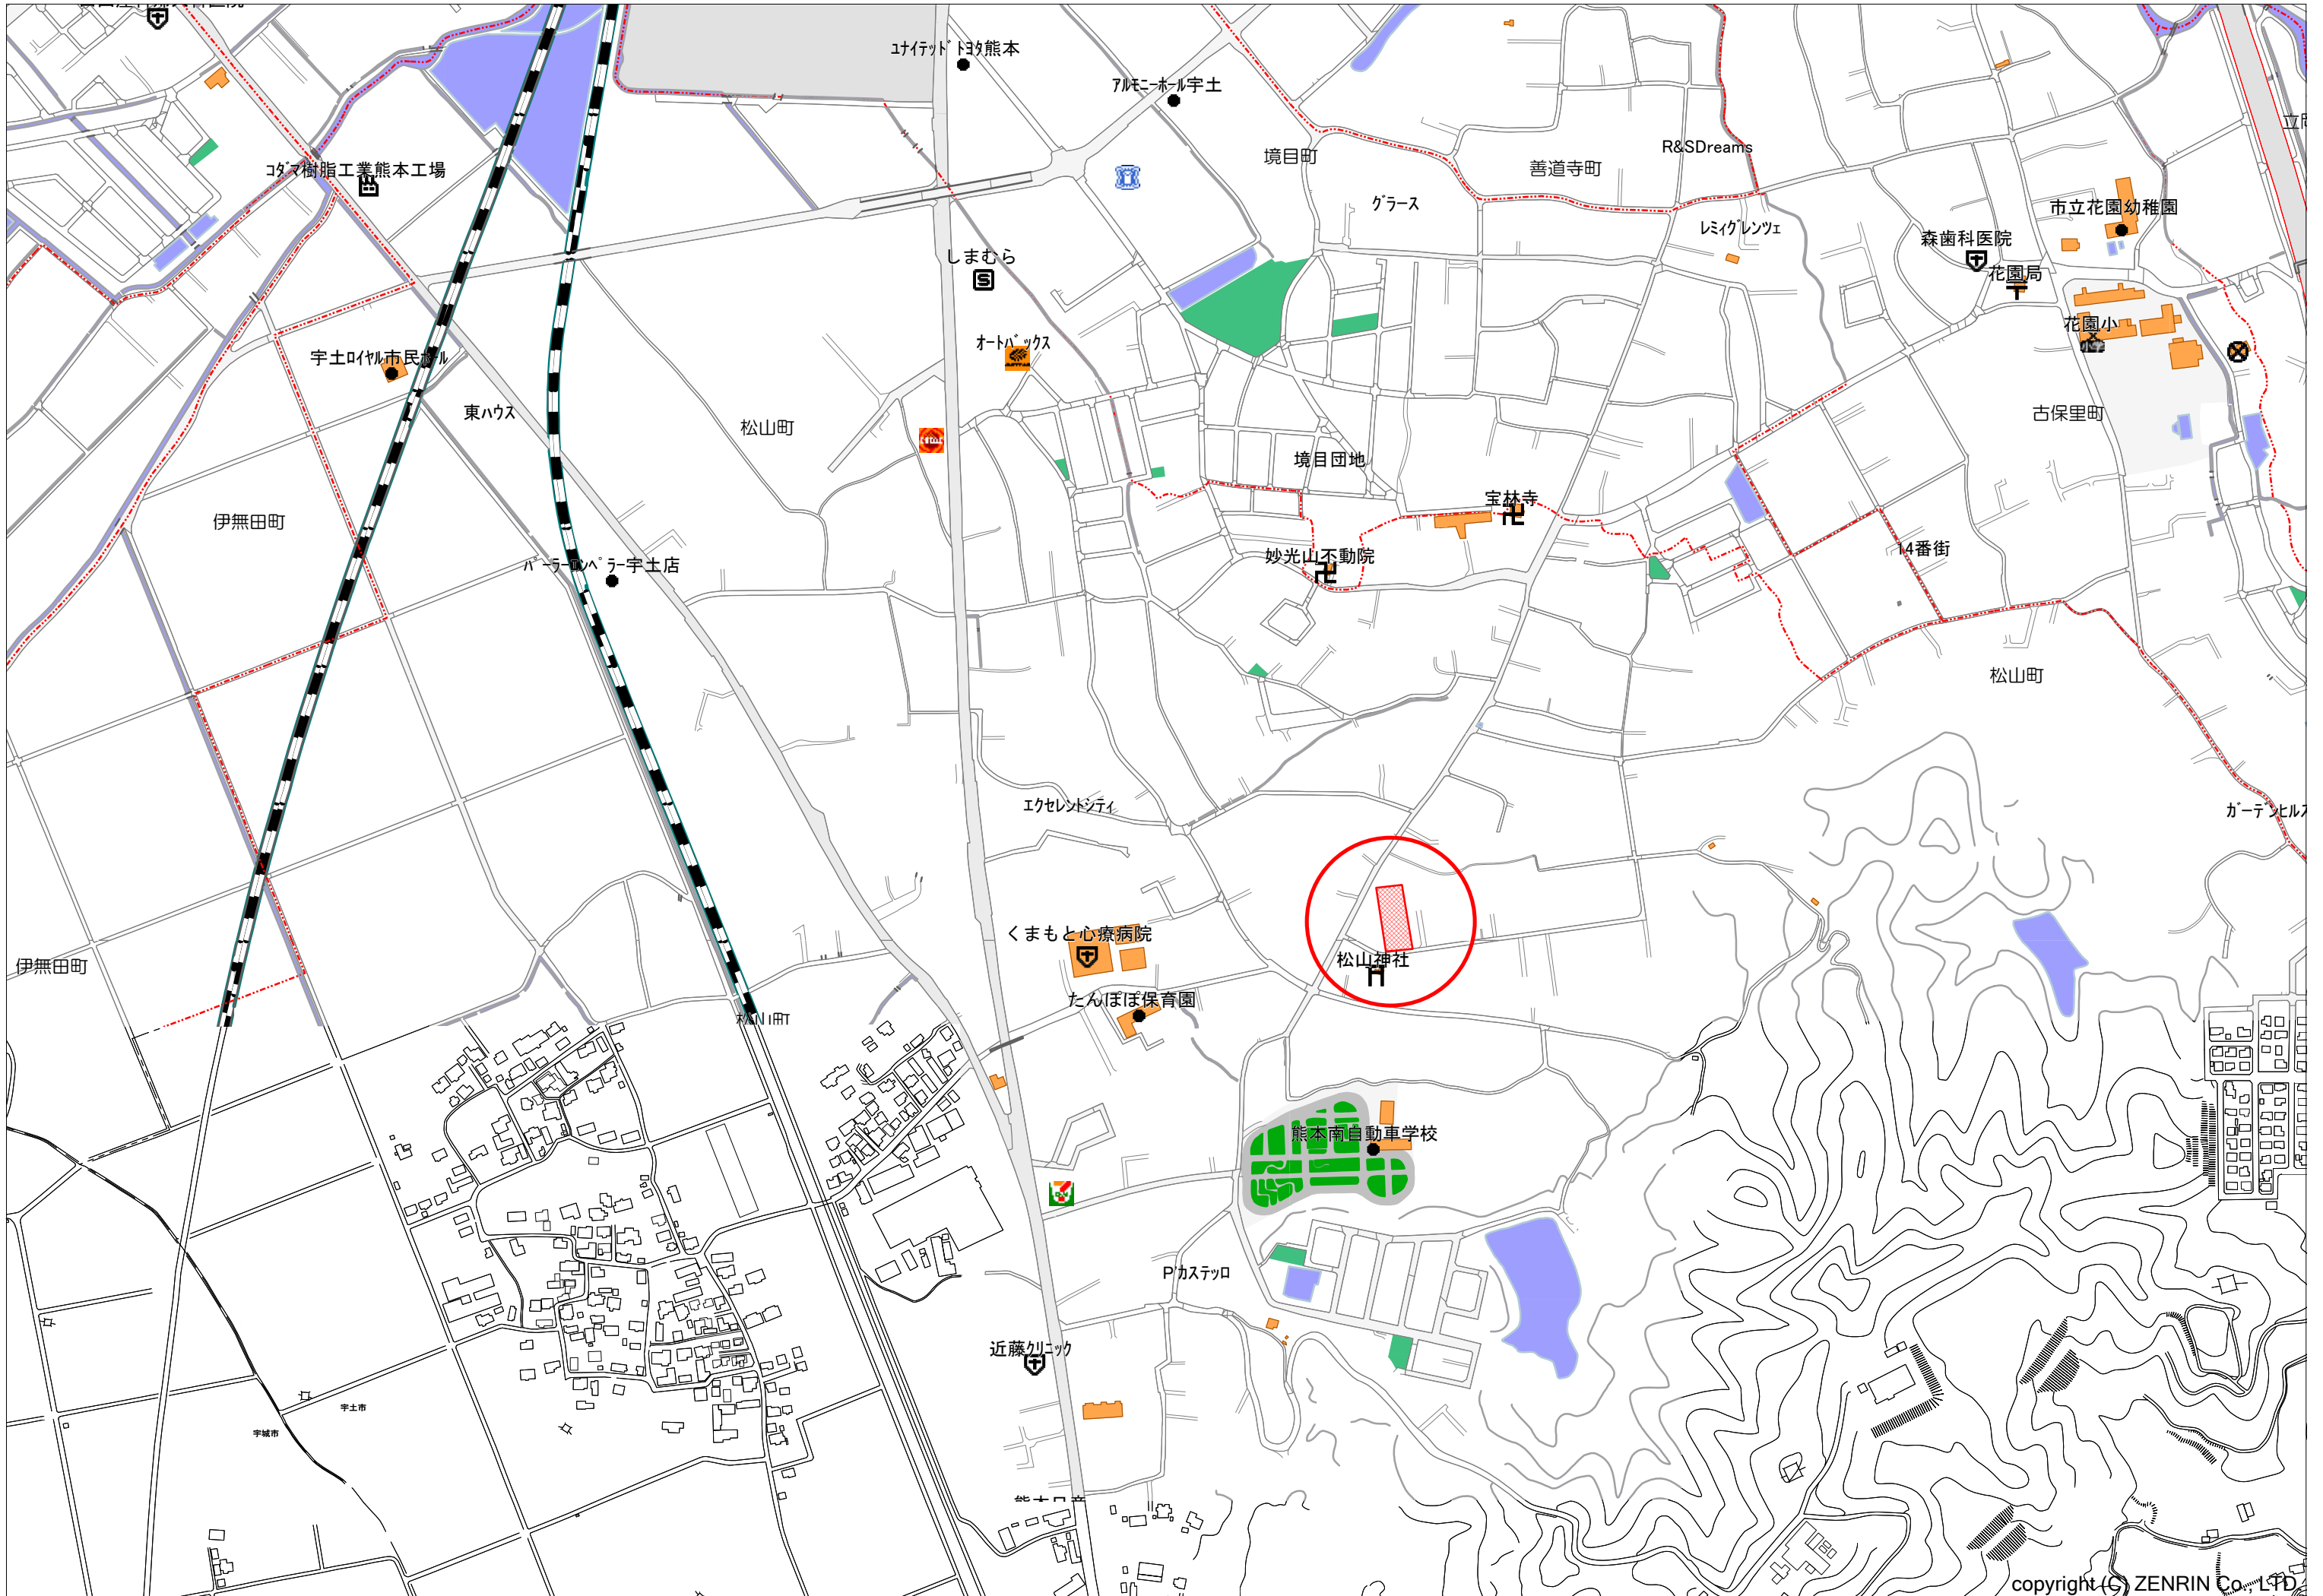 ユナイテッドトヨタ熊本
アルモニーホール宇土
境目町
善道寺町
R&SDreams
コダマ樹脂工業熊本工場
グラース
レミィグレンツェ
市立花園幼稚園
森歯科医院
花園局
しまむら
オートバックス
花園小
宇土ロイヤル市民ホール
東ハウス
松山町
古保里町
境目団地
伊無田町
宝林寺
妙光山不動院
14番街
パーラーエンペラー宇土店
松山町
エクセレントシティ
ガーデンヒルズ
くまもと心療病院
松山神社
伊無田町
たんぽぽ保育園
松山町
熊本南自動車学校
P'カステッロ
近藤クリニック
宇土市
宇城市
copyright (C) ZENRIN Co., LTD.